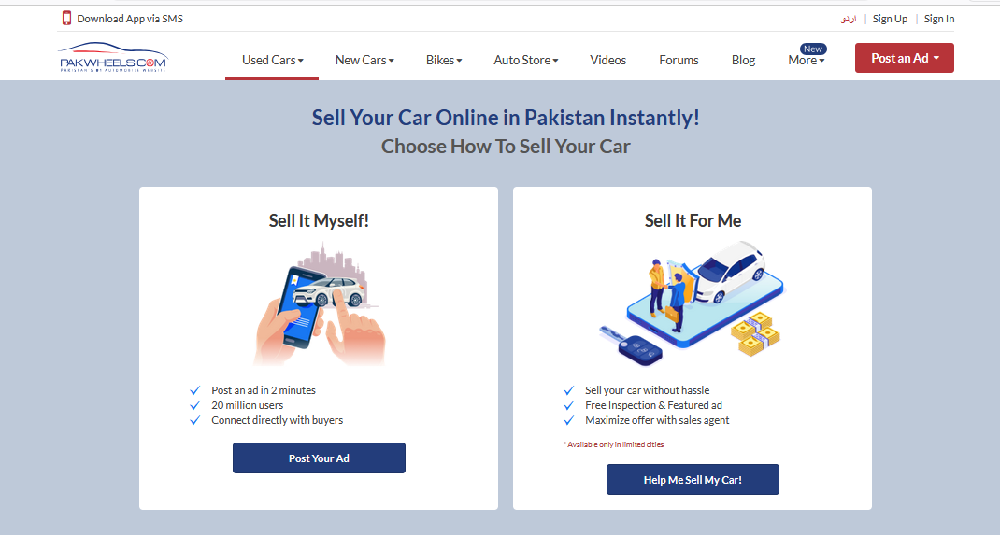 Download App via SMS
اردو | Sign Up | Sign In
PAKWHEELS.COM
PAKISTAN'S #1 AUTOMOBILE WEBSITE
Used Cars New Cars Bikes Auto Store Videos Forums Blog More New Post an Ad
Sell Your Car Online in Pakistan Instantly!
Choose How To Sell Your Car
Sell It Myself!
Post an ad in 2 minutes
20 million users
Connect directly with buyers
Post Your Ad
Sell It For Me
Sell your car without hassle
Free Inspection & Featured ad
Maximize offer with sales agent
* Available only in limited cities
Help Me Sell My Car!